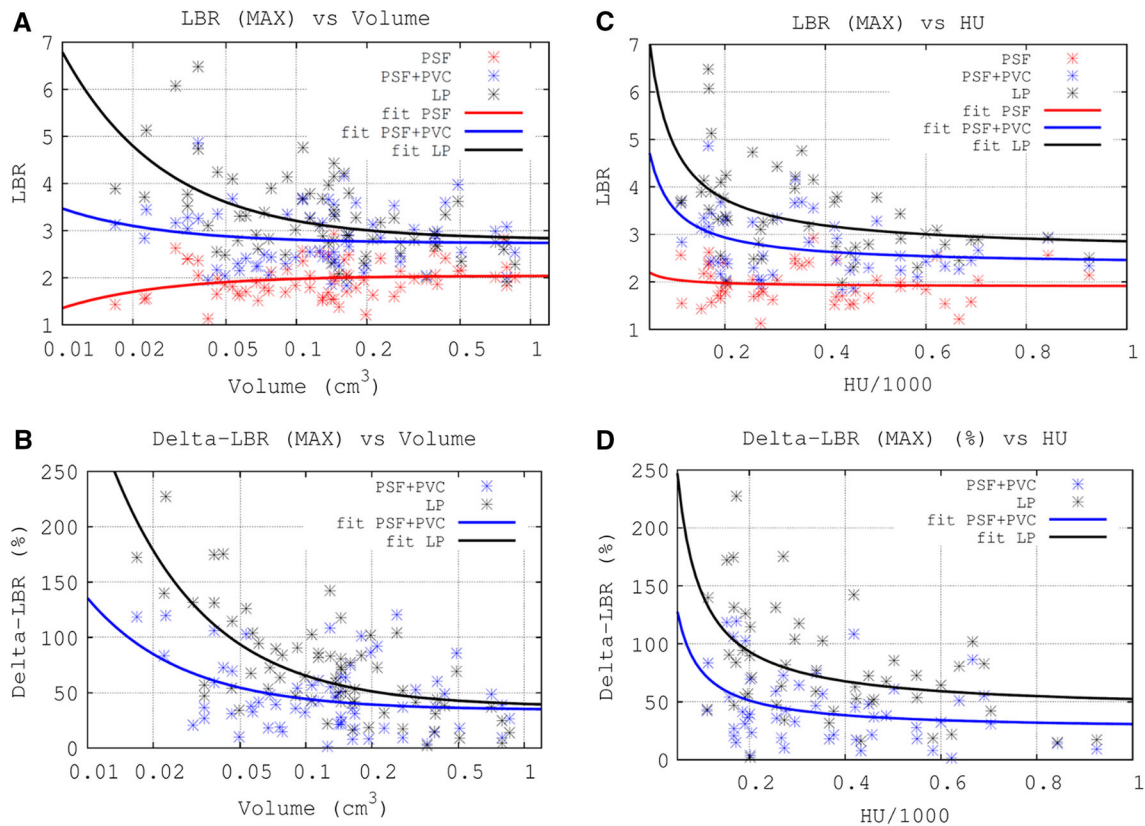 A
LBR (MAX) vs Volume
7
6
5
4
3
2
1
LBR
PSF
PSF+PVC
LP
fit PSF
fit PSF+PVC
fit LP
0.01 0.02 0.05 0.1 0.2 0.5 1
Volume (cm³)
C
LBR (MAX) vs HU
7
6
5
4
3
2
1
LBR
PSF
PSF+PVC
LP
fit PSF
fit PSF+PVC
fit LP
0.2 0.4 0.6 0.8 1
HU/1000
B
Delta-LBR (MAX) vs Volume
250
200
150
100
50
0
Delta-LBR (%)
PSF+PVC
LP
fit PSF+PVC
fit LP
0.01 0.02 0.05 0.1 0.2 0.5 1
Volume (cm³)
D
Delta-LBR (MAX) (%) vs HU
250
200
150
100
50
0
Delta-LBR (%)
PSF+PVC
LP
fit PSF+PVC
fit LP
0.2 0.4 0.6 0.8 1
HU/1000